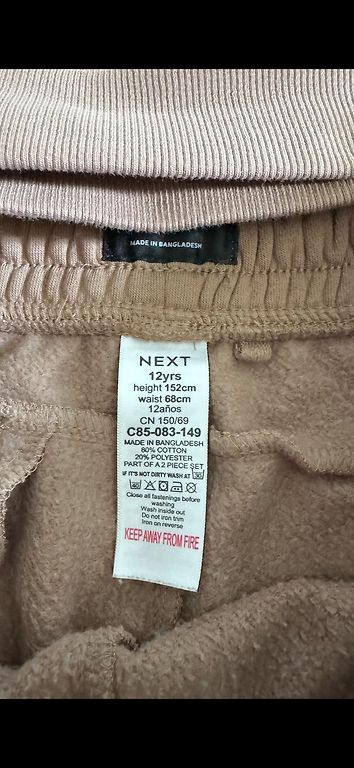 MADE IN BANGLADESH
NEXT
12yrs
height 152cm
waist 68cm
12años
CN 150/69
C85-083-149
MADE IN BANGLADESH
80% COTTON
20% POLYESTER
PART OF A 2 PIECE SET
IF IT'S NOT DIRTY WASH AT 30
40
Close all fastenings before
washing
Wash inside out
Do not iron trim
Iron on reverse
KEEP AWAY FROM FIRE